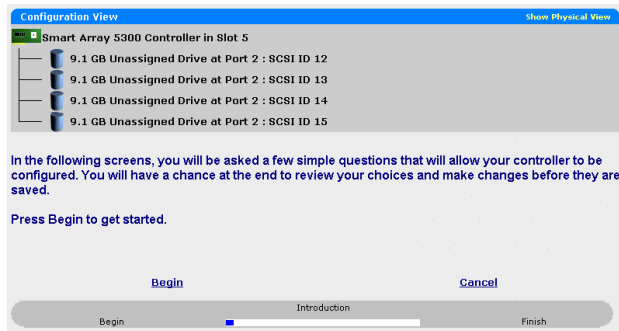 Configuration View Show Physical View
Smart Array 5300 Controller in Slot 5
9.1 GB Unassigned Drive at Port 2 : SCSI ID 12
9.1 GB Unassigned Drive at Port 2 : SCSI ID 13
9.1 GB Unassigned Drive at Port 2 : SCSI ID 14
9.1 GB Unassigned Drive at Port 2 : SCSI ID 15
In the following screens, you will be asked a few simple questions that will allow your controller to be
configured. You will have a chance at the end to review your choices and make changes before they are
saved.
Press Begin to get started.
Begin Cancel
Introduction
Begin Finish